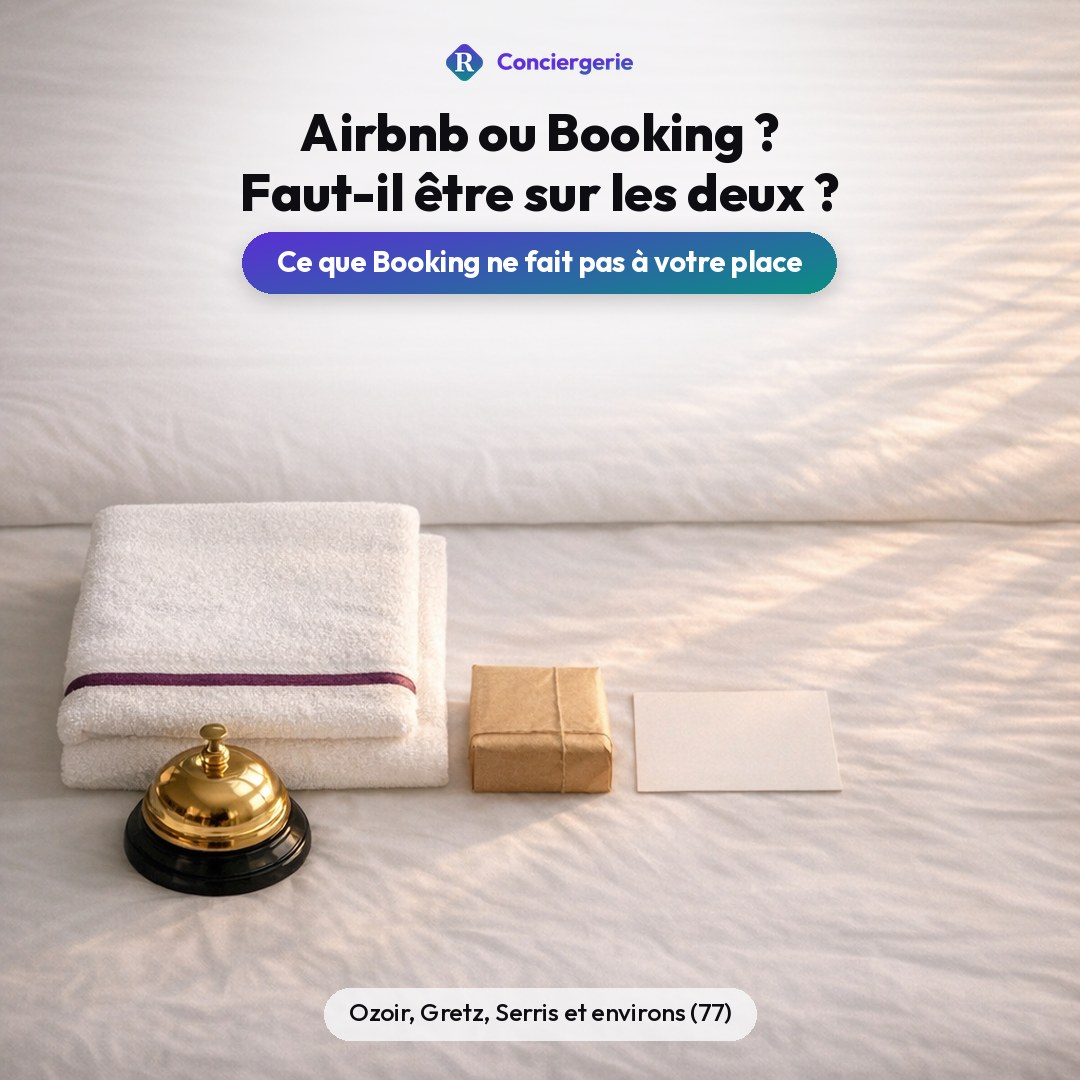 R Conciergerie
Airbnb ou Booking ?
Faut-il être sur les deux ?
Ce que Booking ne fait pas à votre place
Ozoir, Gretz, Serris et environs (77)